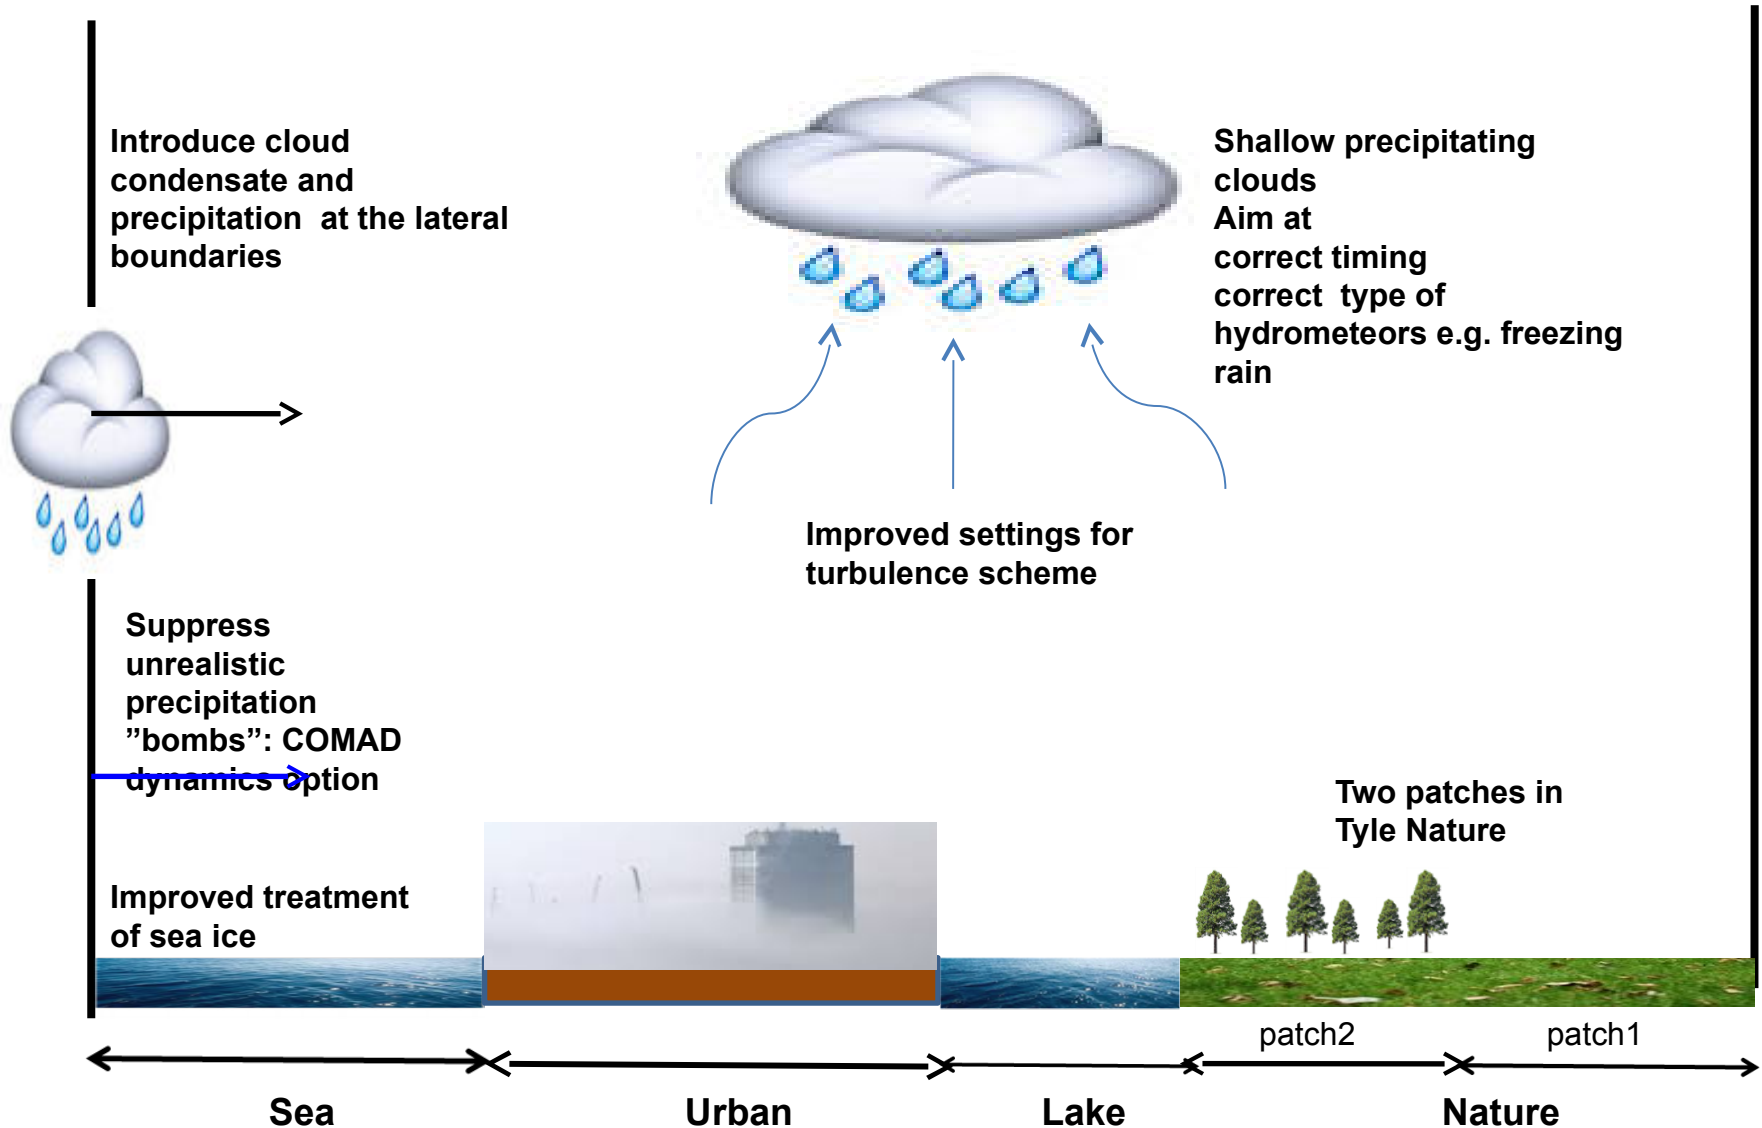 Introduce cloud
condensate and
precipitation  at the lateral
boundaries
Shallow precipitating
clouds
Aim at
correct timing
correct  type of
hydrometeors e.g. freezing
rain
Improved settings for
turbulence scheme
Suppress
unrealistic
precipitation
”bombs”: COMAD
dynamics option
Two patches in
Tyle Nature
Improved treatment
of sea ice
patch2
patch1
Sea
Urban
Lake
Nature